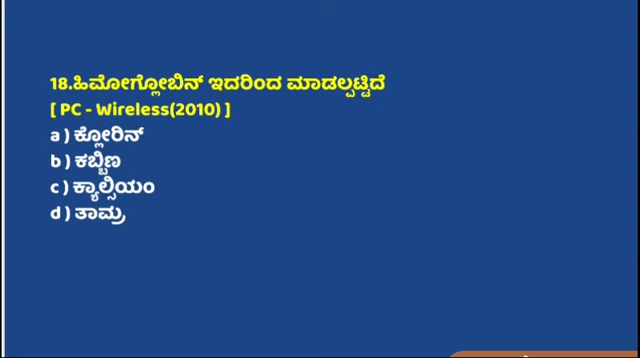 18.ಹಿಮೋಗ್ಲೋಬಿನ್ ಇದರಿಂದ ಮಾಡಲ್ಪಟ್ಟಿದೆ
[ PC - Wireless(2010) ]
a ) ಕ್ಲೋರಿನ್
b ) ಕಬ್ಬಿಣ
c ) ಕ್ಯಾಲ್ಸಿಯಂ
d ) ತಾಮ್ರ